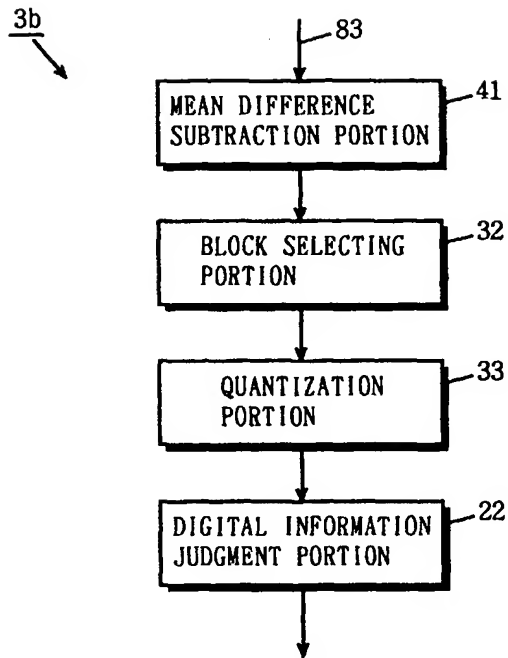 3b
83
MEAN DIFFERENCE
SUBTRACTION PORTION
41
BLOCK SELECTING
PORTION
32
QUANTIZATION
PORTION
33
DIGITAL INFORMATION
JUDGMENT PORTION
22